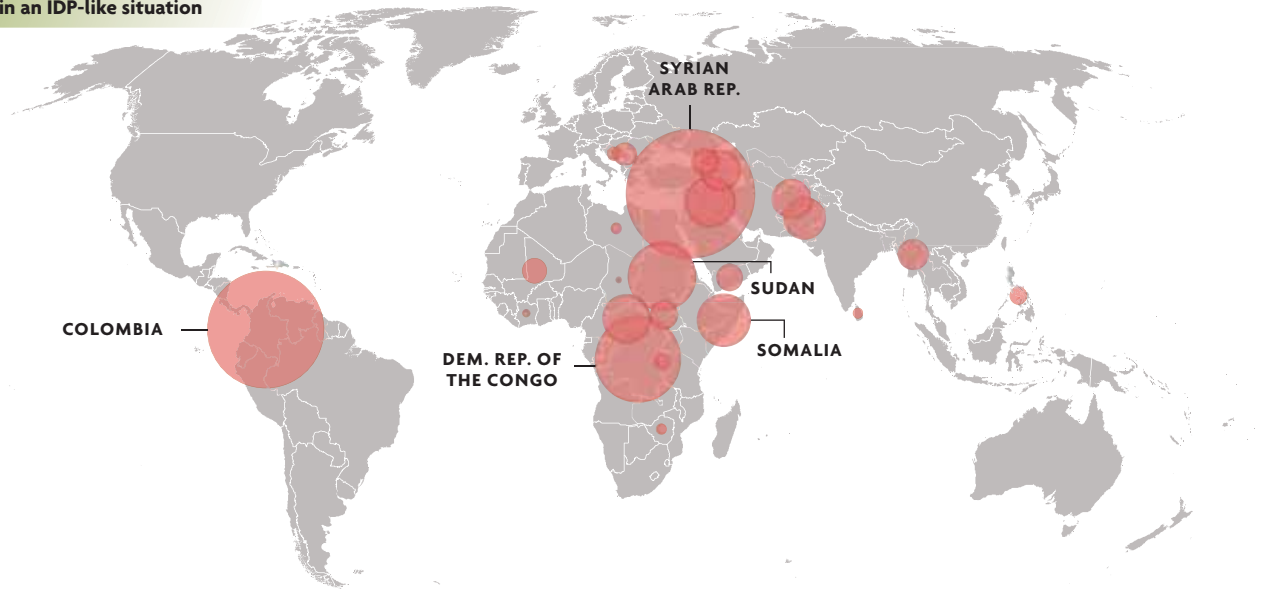 in an IDP-like situation
SYRIAN
ARAB REP.
SUDAN
COLOMBIA
SOMALIA
DEM. REP. OF
THE CONGO